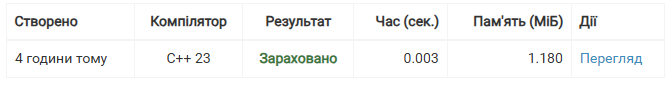 Створено Компілятор Результат Час (сек.) Пам'ять (МіБ) Дії
4 години тому C++ 23 Зараховано 0.003 1.180 Перегляд